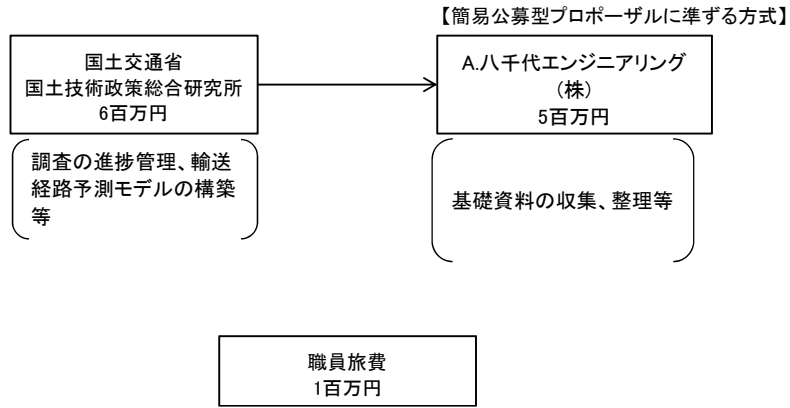 【簡易公募型プロポーザルに準ずる方式】
国土交通省
国土技術政策総合研究所
6百万円
A.八千代エンジニアリング
(株)
5百万円
調査の進捗管理、輸送
経路予測モデルの構築
等
基礎資料の収集、整理等
職員旅費
1百万円